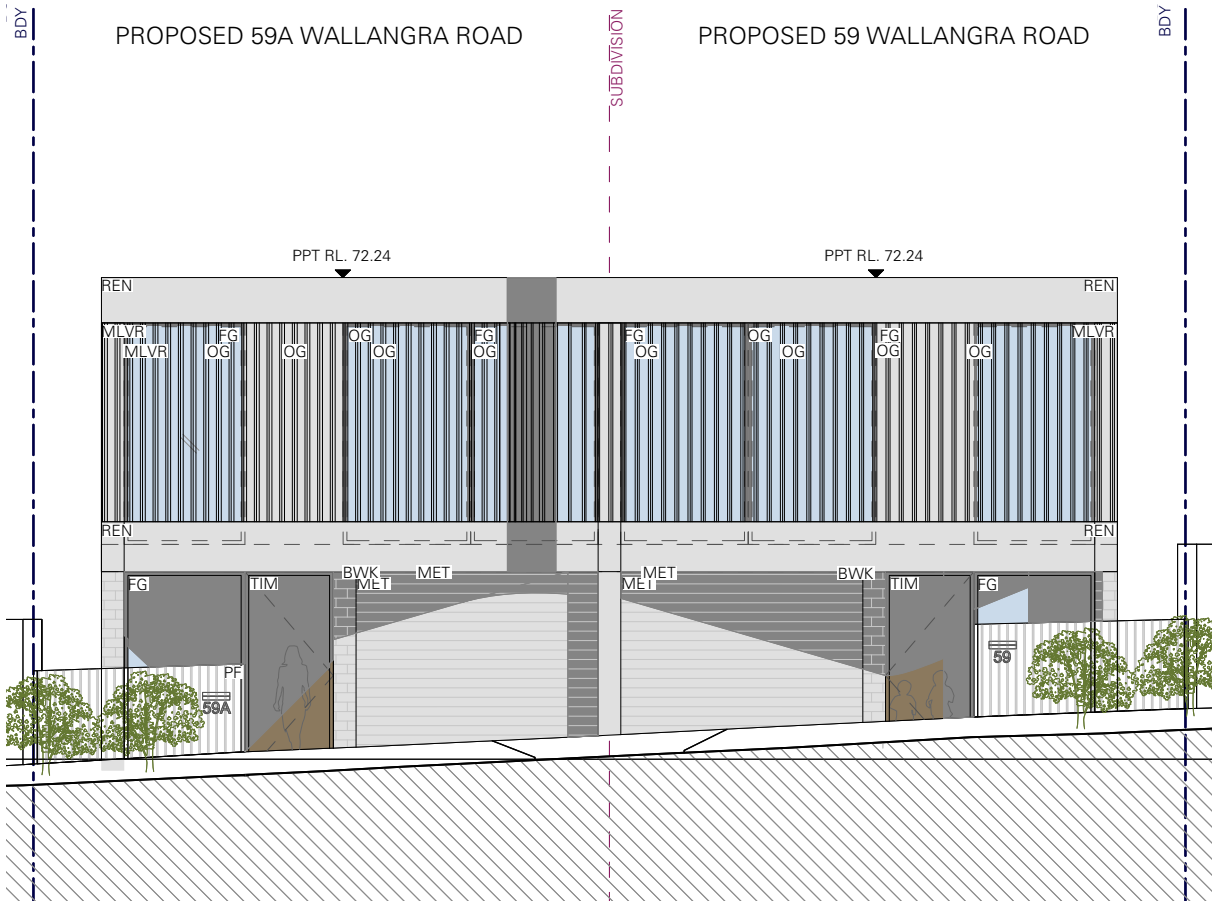 BDY
PROPOSED 59A WALLANGRA ROAD
SUBDIVISION
PROPOSED 59 WALLANGRA ROAD
BDY
PPT RL. 72.24
PPT RL. 72.24
REN
REN
MLVR
FG
OG
FG
FG
OG
FG
MLVR
MLVR
OG
OG
OG
OG
OG
OG
OG
OG
REN
REN
FG
TIM
BWK
MET
MET
MET
MET
BWK
TIM
FG
PF
59A
59